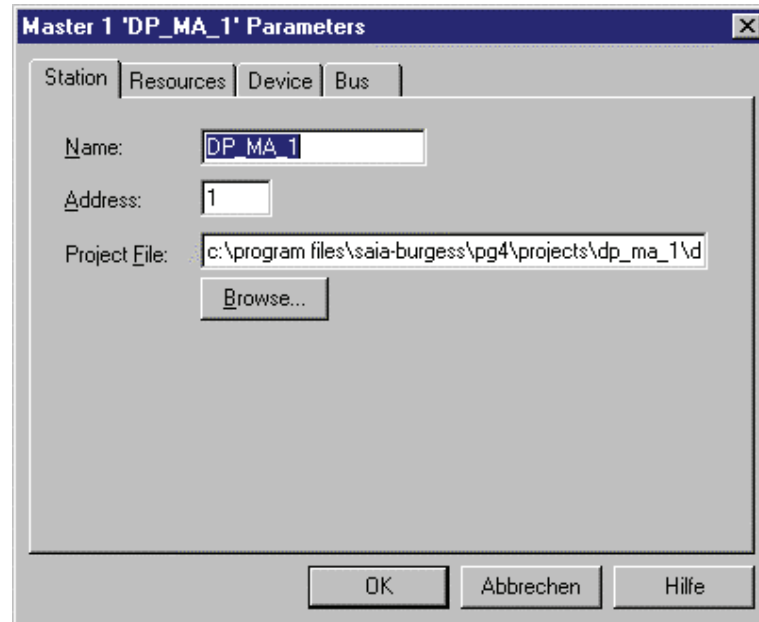 Master 1 'DP_MA_1' Parameters
Station Resources Device Bus
Name: DP_MA_1
Address: 1
Project File: c:\program files\saia-burgess\pg4\projects\dp_ma_1\d
Browse...
OK Abbrechen Hilfe